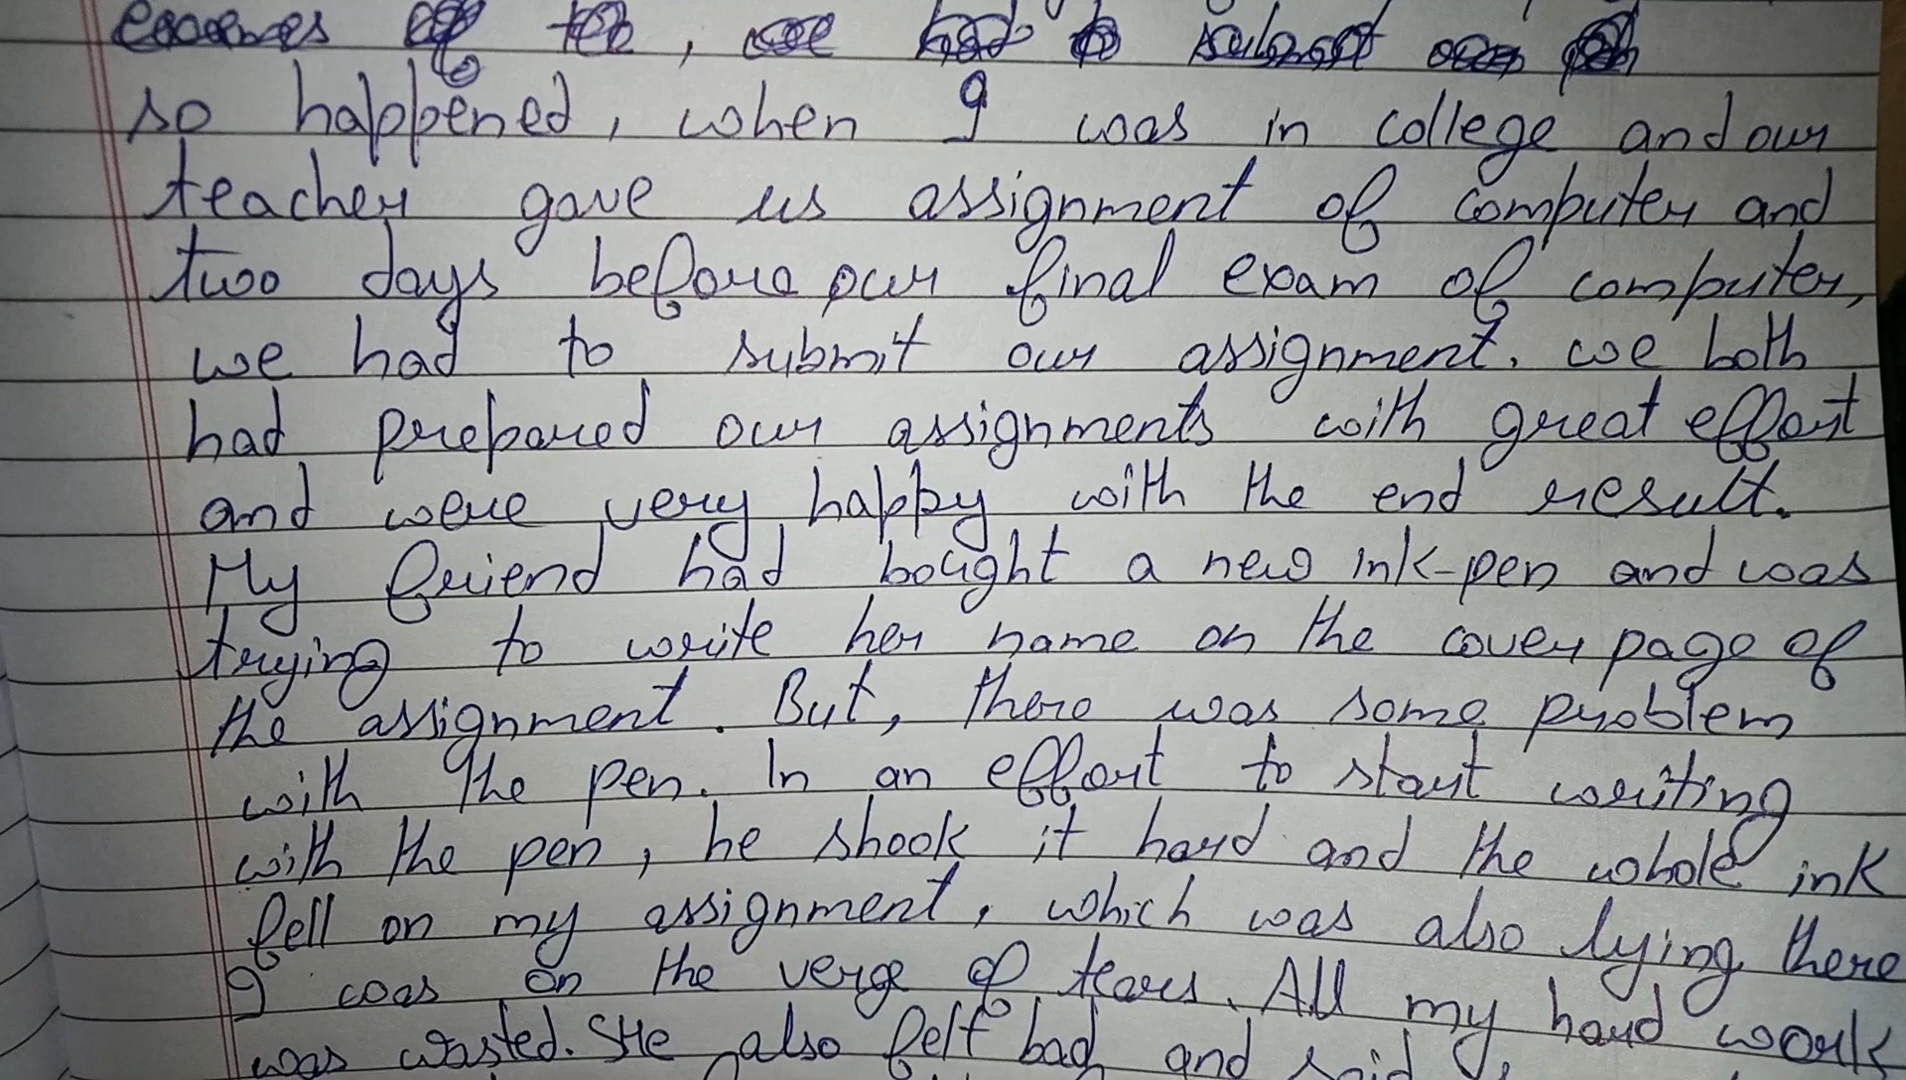 so happened, when I was in college and our
teacher gave us assignment of computer and
two days before our final exam of computer,
we had to submit our assignment. we both
had prepared our assignments with great effort
and were very happy with the end result.
My friend had bought a new ink-pen and was
trying to write her name on the cover page of
the assignment. But, there was some problem
with the pen. In an effort to start writing
with the pen, he shook it hard and the whole ink
fell on my assignment, which was also lying there
I was on the verge of tears. All my hard work
was wasted. She also felt bad and said